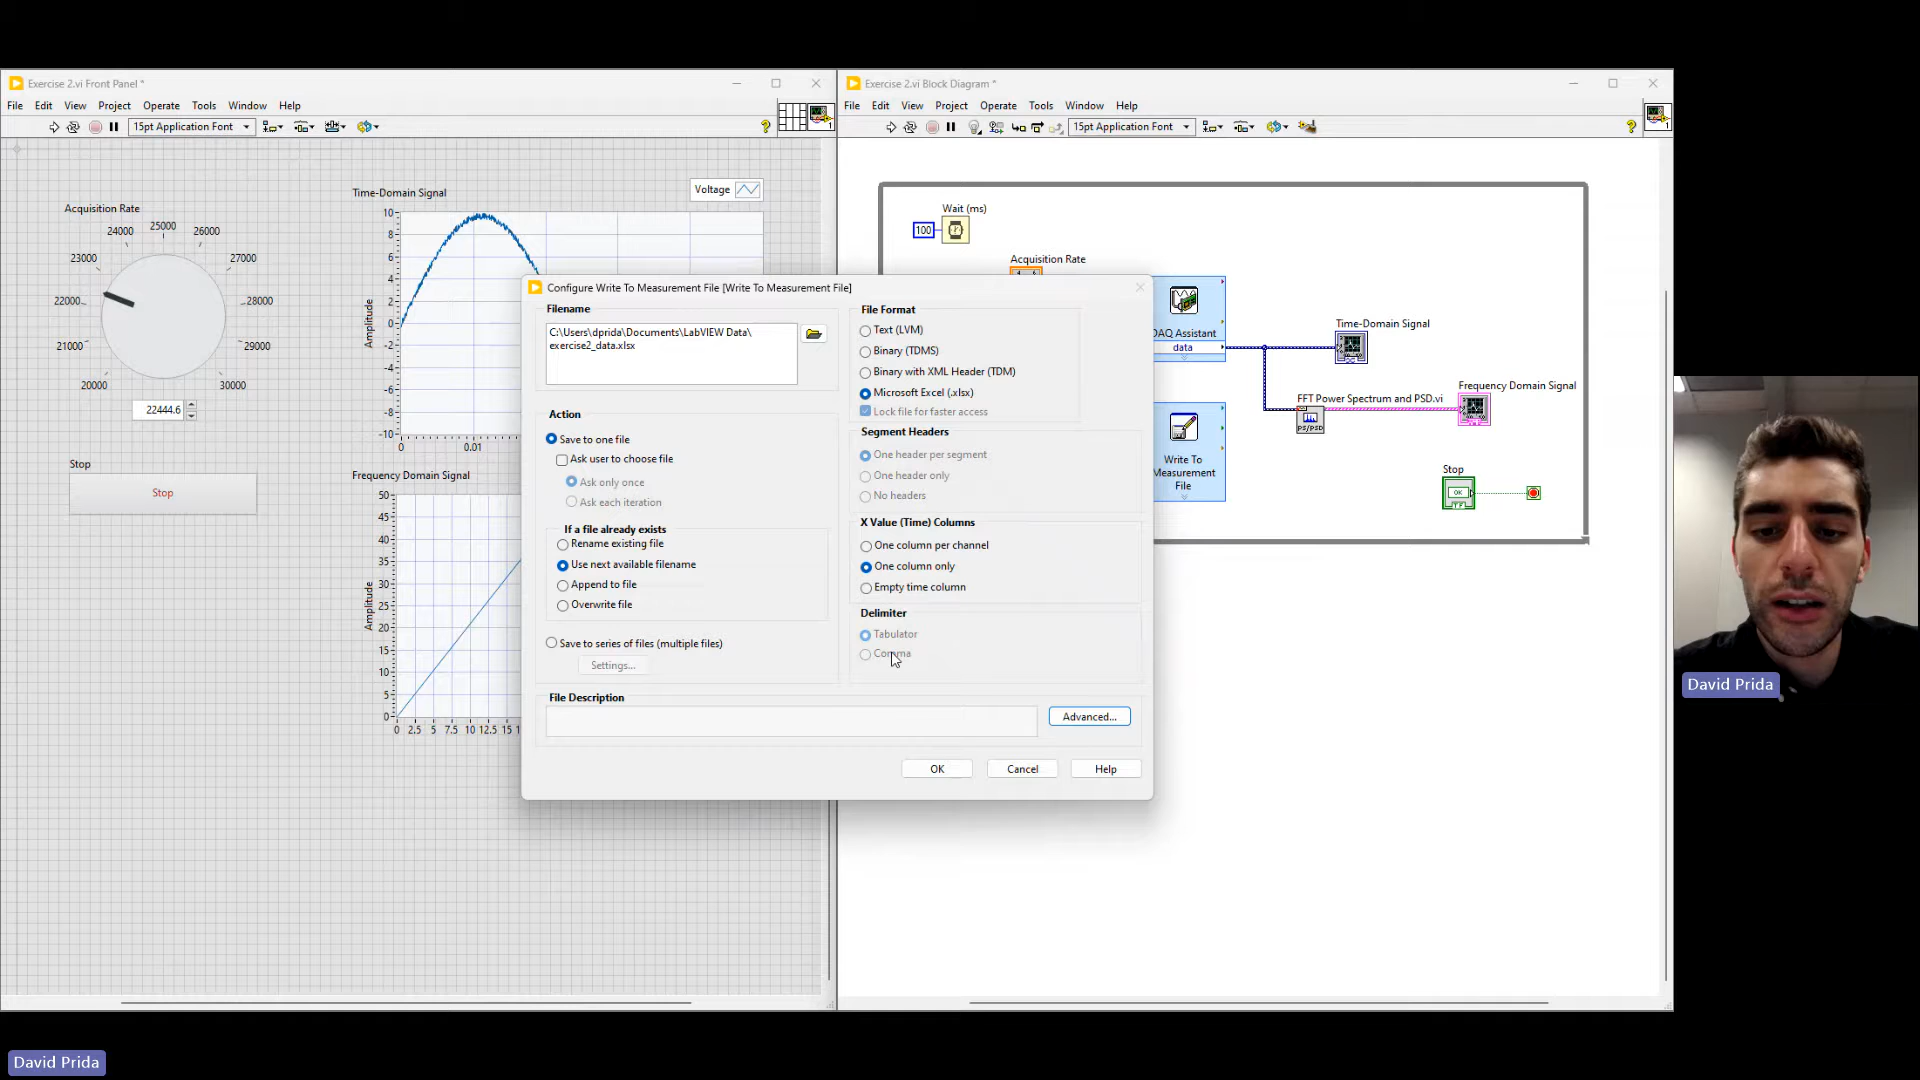 Exercise 2.vi Front Panel *
File Edit View Project Operate Tools Window Help
15pt Application Font
Acquisition Rate
20000
21000
22000
23000
24000
25000
26000
27000
28000
29000
30000
22444.6
Stop
Stop
Time-Domain Signal
Voltage
Amplitude
10
8
6
4
2
0
-2
-4
-6
-8
-10
0
0.01
Frequency Domain Signal
Amplitude
50
45
40
35
30
25
20
15
10
5
0
0 2.5 5 7.5 10 12.5 15
Configure Write To Measurement File [Write To Measurement File]
Filename
C:\Users\dprida\Documents\LabVIEW Data\
exercise2_data.xlsx
Action
Save to one file
Ask user to choose file
Ask only once
Ask each iteration
If a file already exists
Rename existing file
Use next available filename
Append to file
Overwrite file
Save to series of files (multiple files)
Settings...
File Format
Text (LVM)
Binary (TDMS)
Binary with XML Header (TDM)
Microsoft Excel (.xlsx)
Lock file for faster access
Segment Headers
One header per segment
One header only
No headers
X Value (Time) Columns
One column per channel
One column only
Empty time column
Delimiter
Tabulator
Comma
File Description
Advanced...
OK
Cancel
Help
Exercise 2.vi Block Diagram *
File Edit View Project Operate Tools Window Help
15pt Application Font
Wait (ms)
100
Acquisition Rate
DAQ Assistant
data
Write To
Measurement
File
Time-Domain Signal
FFT Power Spectrum and PSD.vi
PS/PSD
Frequency Domain Signal
Stop
OK
TF
David Prida
David Prida